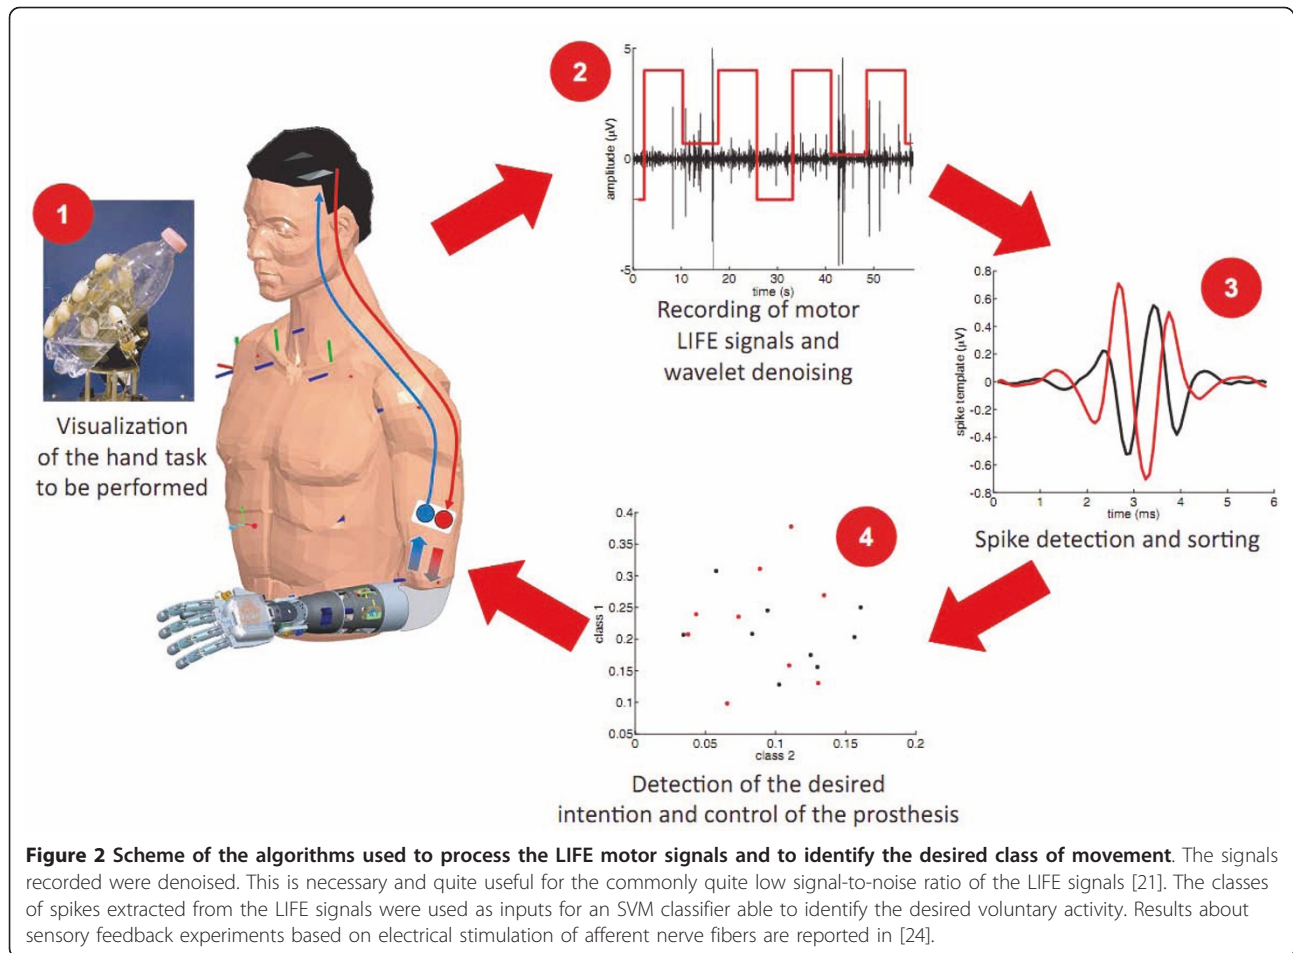 1
Visualization
of the hand task
to be performed
2
amplitude (µV)
5
0
-5
0 10 20 30 40 50
time (s)
Recording of motor
LIFE signals and
wavelet denoising
3
spike template(µV)
0.8
0.6
0.4
0.2
0
-0.2
-0.4
-0.6
-0.8
0 1 2 3 4 5 6
time (ms)
Spike detection and sorting
4
class 1
0.4
0.35
0.3
0.25
0.2
0.15
0.1
0.05
0 0.05 0.1 0.15 0.2
class 2
Detection of the desired
intention and control of the prosthesis
Figure 2 Scheme of the algorithms used to process the LIFE motor signals and to identify the desired class of movement. The signals
recorded were denoised. This is necessary and quite useful for the commonly quite low signal-to-noise ratio of the LIFE signals [21]. The classes
of spikes extracted from the LIFE signals were used as inputs for an SVM classifier able to identify the desired voluntary activity. Results about
sensory feedback experiments based on electrical stimulation of afferent nerve fibers are reported in [24].